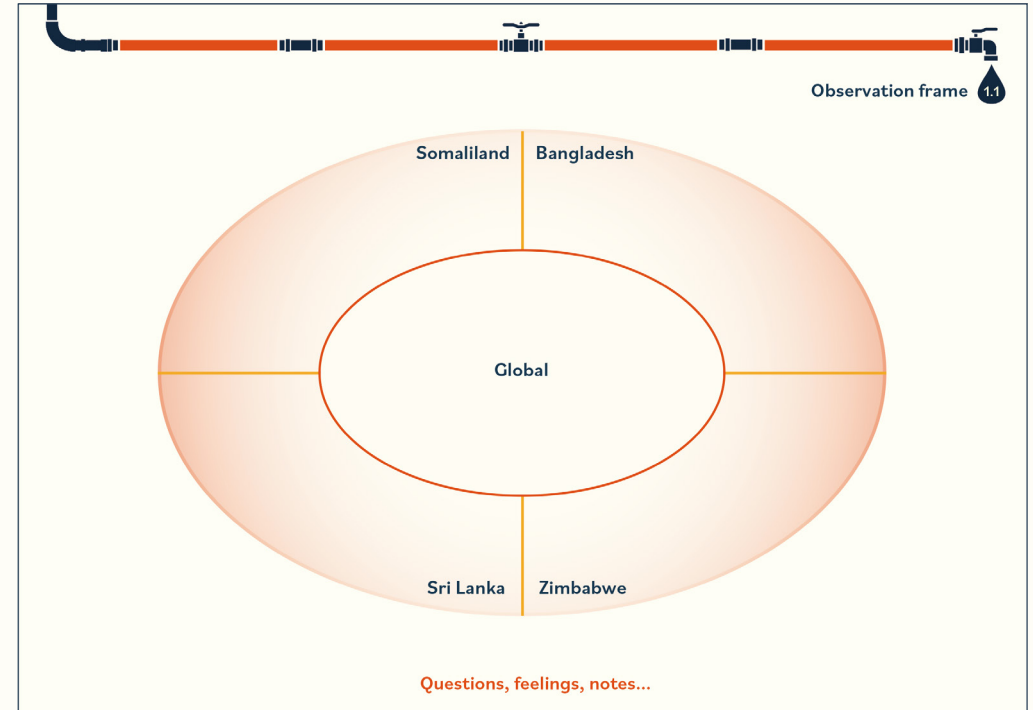 Observation frame 1.1
Somaliland
Bangladesh
Global
Sri Lanka
Zimbabwe
Questions, feelings, notes...